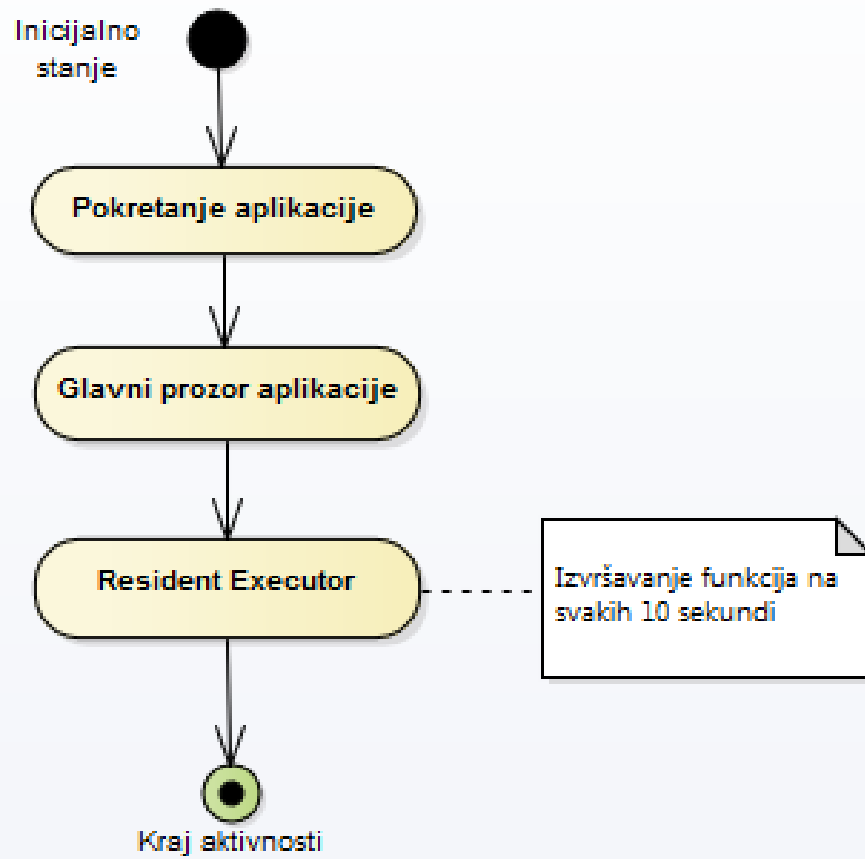 Inicijalno
stanje
Pokretanje aplikacije
Glavni prozor aplikacije
Resident Executor
Izvršavanje funkcija na
svakih 10 sekundi
Kraj aktivnosti